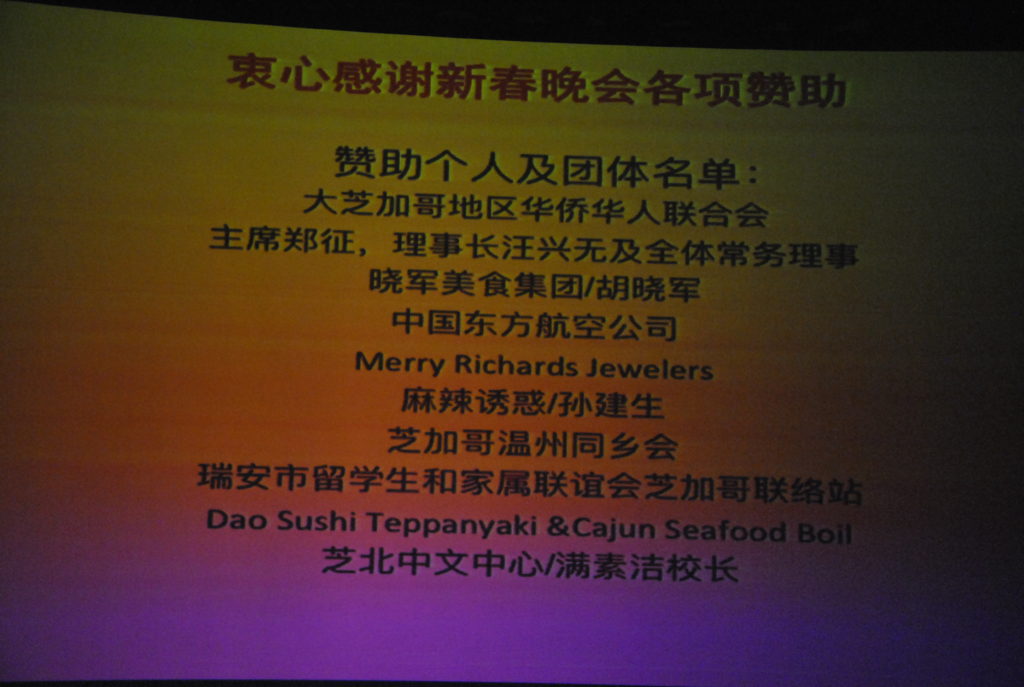 衷心感谢新春晚会各项赞助
赞助个人及团体名单：
大芝加哥地区华侨华人联合会
主席郑征，理事长汪兴无及全体常务理事
晓军美食集团/胡晓军
中国东方航空公司
Merry Richards Jewelers
麻辣诱惑/孙建生
芝加哥温州同乡会
瑞安市留学生和家属联谊会芝加哥联络站
Dao Sushi Teppanyaki &Cajun Seafood Boil
芝北中文中心/满素洁校长